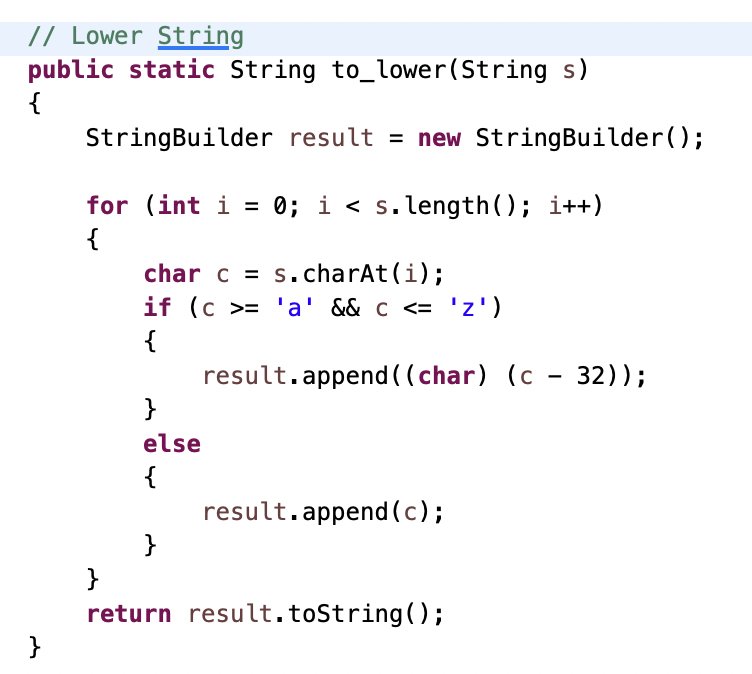 // Lower String
public static String to_lower(String s)
{
    StringBuilder result = new StringBuilder();

    for (int i = 0; i < s.length(); i++)
    {
        char c = s.charAt(i);
        if (c >= 'a' && c <= 'z')
        {
            result.append((char) (c - 32));
        }
        else
        {
            result.append(c);
        }
    }
    return result.toString();
}